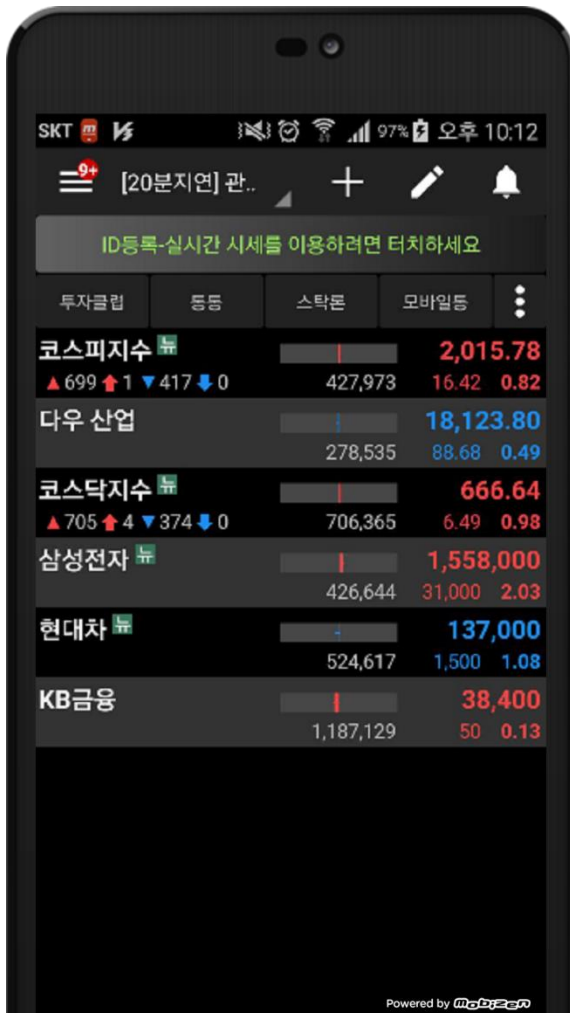 SKT 97% 오후 10:12
9+ [20분지연] 관..
ID등록-실시간 시세를 이용하려면 터치하세요
투자클럽 통통 스탁론 모바일통
코스피지수 뉴 2,015.78
▲699 ⬆1 ▼417 ⬇0 427,973 16.42 0.82
다우 산업 18,123.80
278,535 88.68 0.49
코스닥지수 뉴 666.64
▲705 ⬆4 ▼374 ⬇0 706,365 6.49 0.98
삼성전자 뉴 1,558,000
426,644 31,000 2.03
현대차 뉴 137,000
524,617 1,500 1.08
KB금융 38,400
1,187,129 50 0.13
Powered by Mobizen